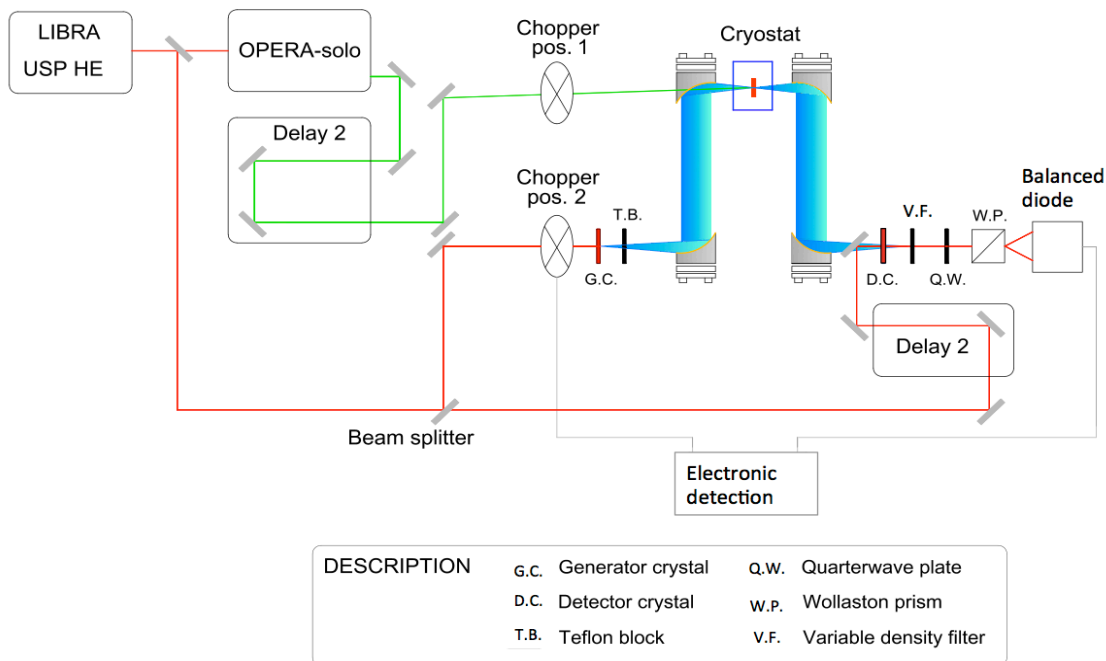 LIBRA
USP HE
OPERA-solo
Delay 2
Chopper
pos. 1
Cryostat
Chopper
pos. 2
T.B.
G.C.
Balanced
diode
V.F.
W.P.
D.C.
Q.W.
Delay 2
Beam splitter
Electronic
detection
DESCRIPTION
G.C. Generator crystal
Q.W. Quarterwave plate
D.C. Detector crystal
W.P. Wollaston prism
T.B. Teflon block
V.F. Variable density filter